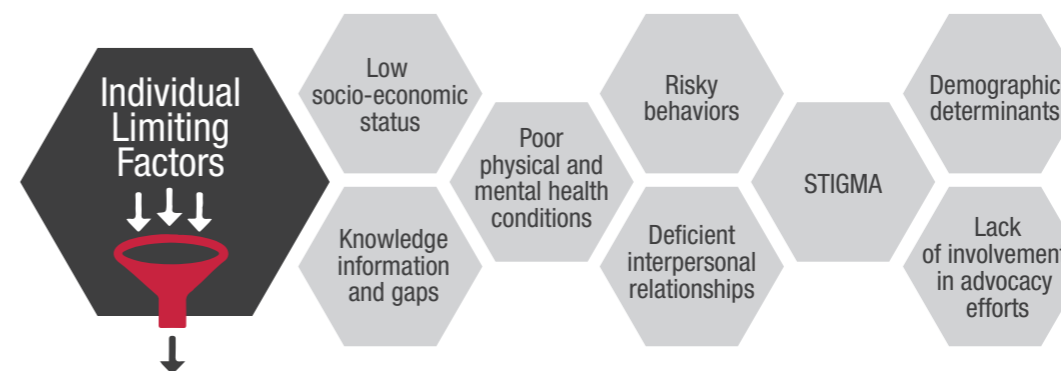 Individual
Limiting
Factors
Low
socio-economic
status
Knowledge
information
and gaps
Poor
physical and
mental health
conditions
Risky
behaviors
Deficient
interpersonal
relationships
STIGMA
Demographic
determinants
Lack
of involvement
in advocacy
efforts